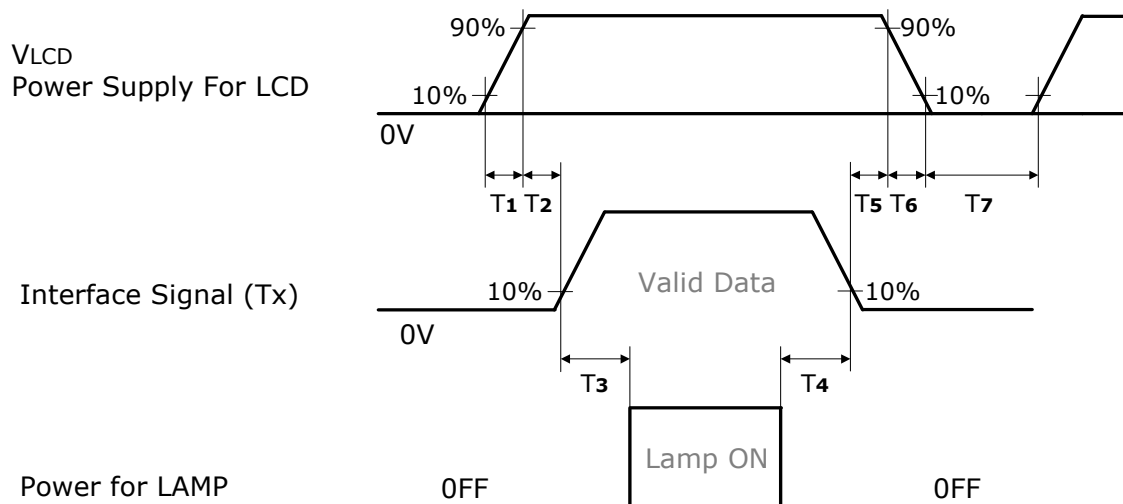 90%
90%
VLCD
Power Supply For LCD
10%
10%
0V
T1 T2
T5 T6
T7
Valid Data
Interface Signal (Tx)
10%
10%
0V
T3
T4
Lamp ON
Power for LAMP
0FF
0FF